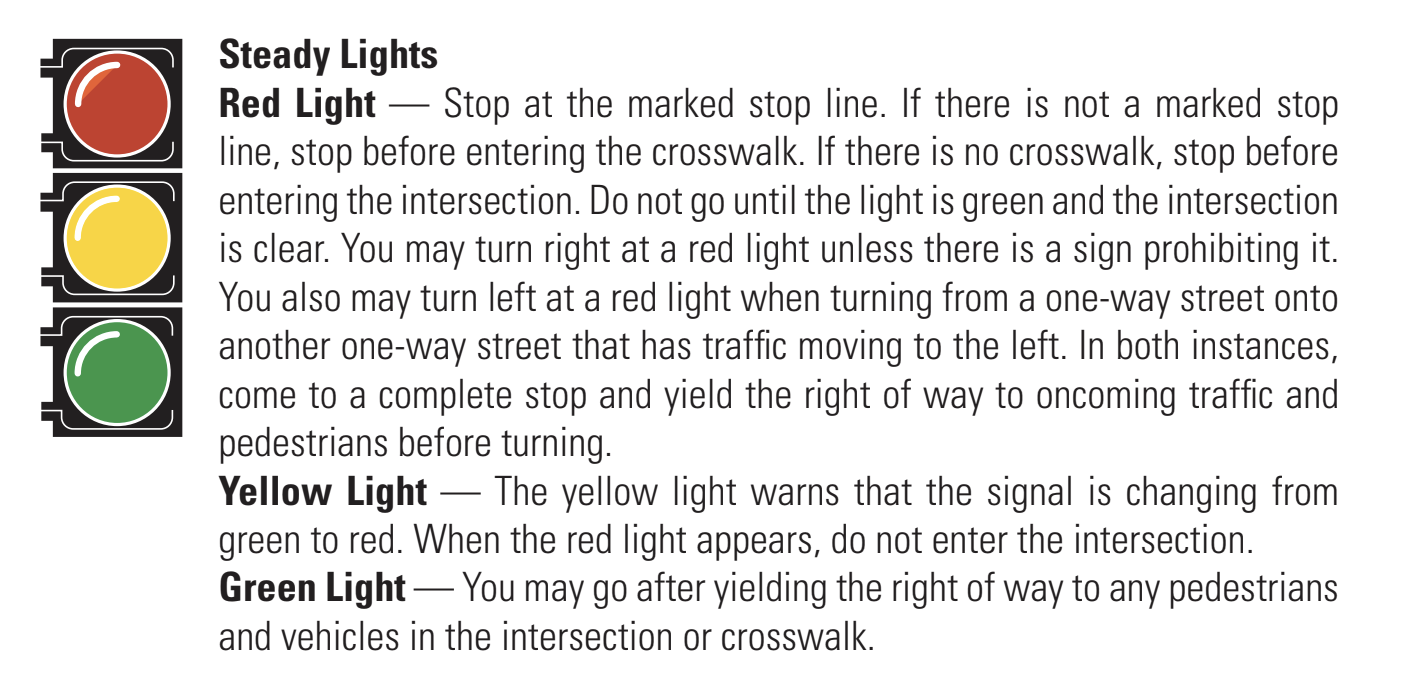 Steady Lights
Red Light — Stop at the marked stop line. If there is not a marked stop
line, stop before entering the crosswalk. If there is no crosswalk, stop before
entering the intersection. Do not go until the light is green and the intersection
is clear. You may turn right at a red light unless there is a sign prohibiting it.
You also may turn left at a red light when turning from a one-way street onto
another one-way street that has traffic moving to the left. In both instances,
come to a complete stop and yield the right of way to oncoming traffic and
pedestrians before turning.
Yellow Light — The yellow light warns that the signal is changing from
green to red. When the red light appears, do not enter the intersection.
Green Light — You may go after yielding the right of way to any pedestrians
and vehicles in the intersection or crosswalk.